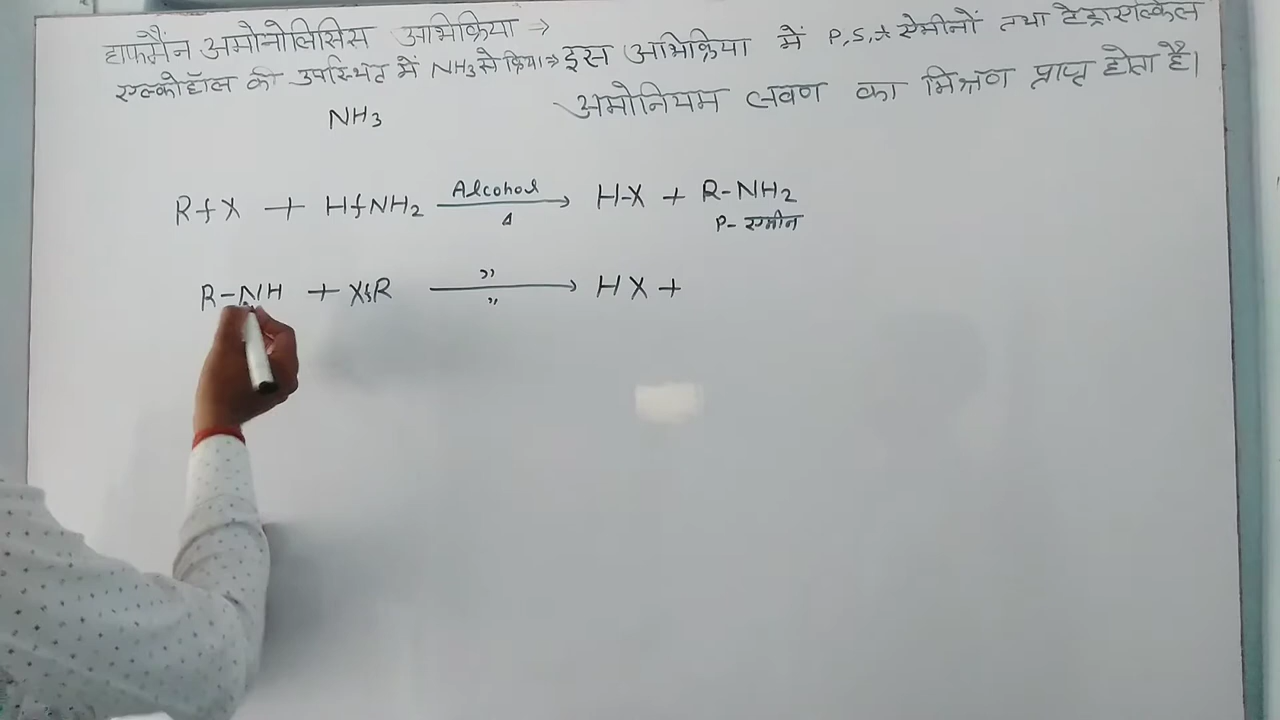 हाफमैन अमोनोलिसिस अभिक्रिया →
एल्कोहॉल की उपस्थित में NH3 से क्रिया → इस अभिक्रिया में P, S, t ऐमीनों तथा टेट्राएल्किल
NH3 अमोनियम लवण का मिश्रण प्राप्त होता है।
R-X + H-NH2 Alcohol Δ → H-X + R-NH2
P- एमीन
R-NH + X-R " " → HX +